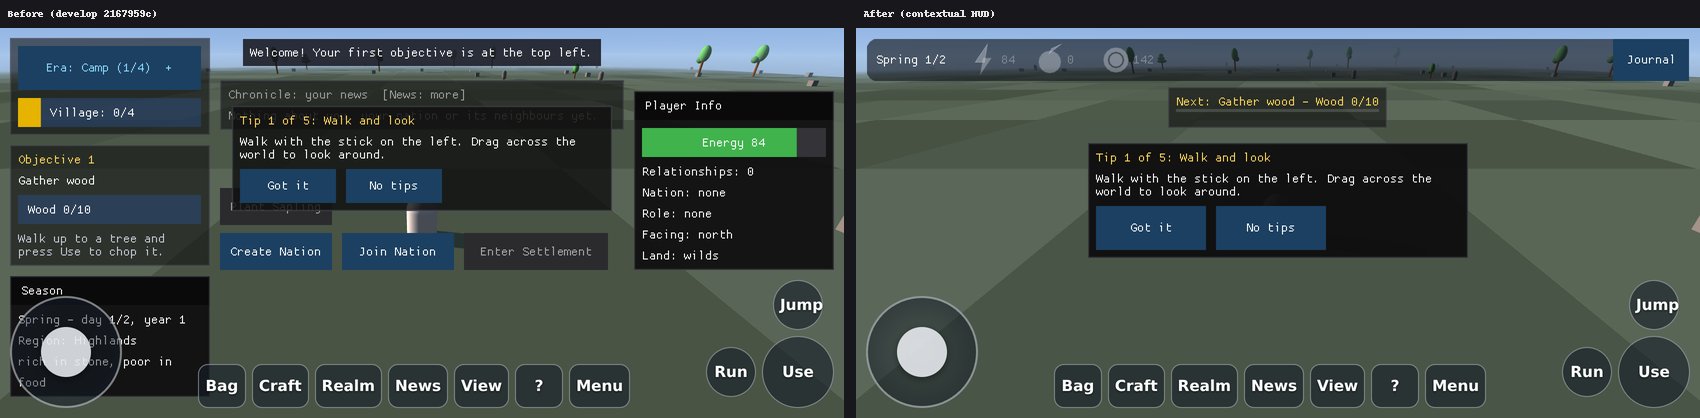 Before (develop 2167959c)
Era: Camp (1/4) +
Village: 0/4
Welcome! Your first objective is at the top left.
Chronicle: your news [News: more]
Tip 1 of 5: Walk and look
Walk with the stick on the left. Drag across the
world to look around.
Got it
No tips
Plant Sapling
Create Nation
Join Nation
Enter Settlement
Objective 1
Gather wood
Wood 0/10
Walk up to a tree and
press Use to chop it.
Season
Spring - day 1/2, year 1
Region: Highlands
rich in stone, poor in
food
Player Info
Energy 84
Relationships: 0
Nation: none
Role: none
Facing: north
Land: wilds
Jump
Run
Use
Bag
Craft
Realm
News
View
?
Menu
After (contextual HUD)
Spring 1/2
84
0
142
Journal
Next: Gather wood - Wood 0/10
Tip 1 of 5: Walk and look
Walk with the stick on the left. Drag across the
world to look around.
Got it
No tips
Jump
Run
Use
Bag
Craft
Realm
News
View
?
Menu